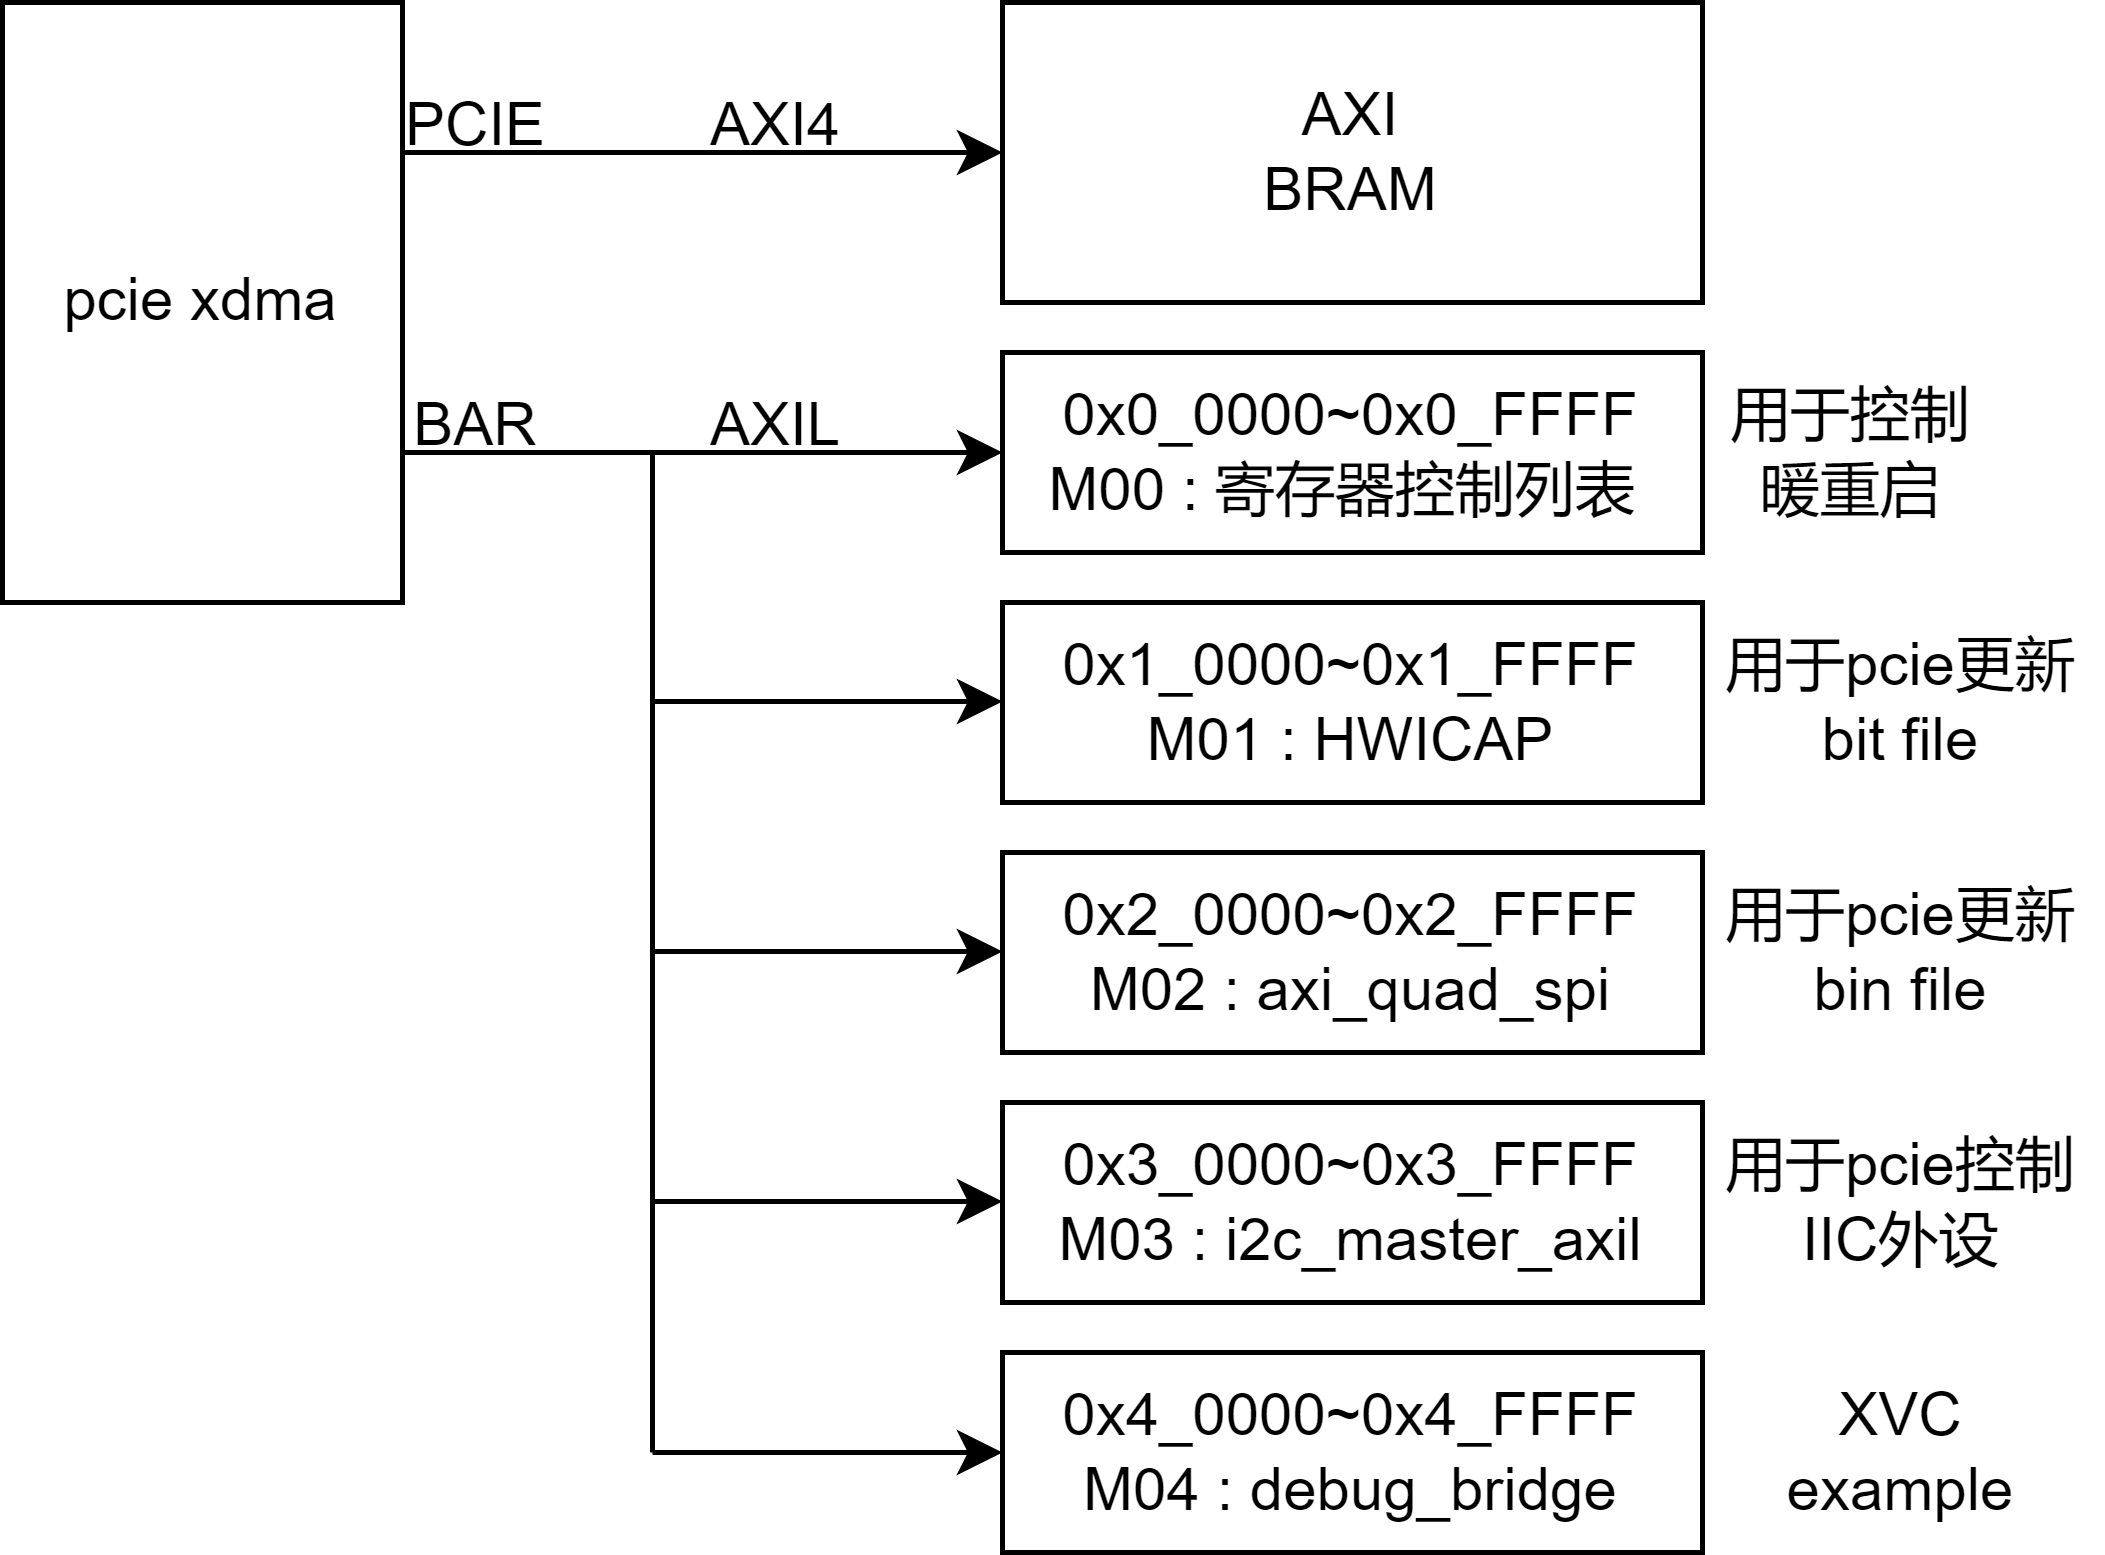 pcie xdma
PCIE
AXI4
AXI
BRAM
BAR
AXIL
0x0_0000~0x0_FFFF
M00 : 寄存器控制列表
用于控制
暖重启
0x1_0000~0x1_FFFF
M01 : HWICAP
用于pcie更新
bit file
0x2_0000~0x2_FFFF
M02 : axi_quad_spi
用于pcie更新
bin file
0x3_0000~0x3_FFFF
M03 : i2c_master_axil
用于pcie控制
IIC外设
0x4_0000~0x4_FFFF
M04 : debug_bridge
XVC
example